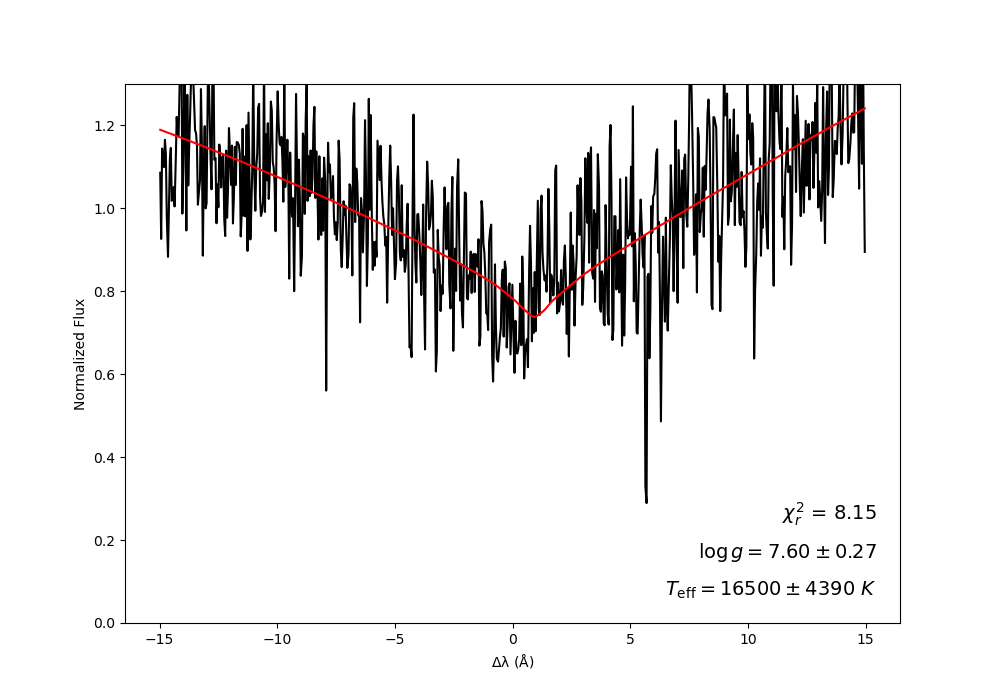 1.2
1.0
0.8
0.6
0.4
0.2
0.0
Normalized Flux
χ²ᵣ = 8.15
log g = 7.60 ± 0.27
T_eff = 16500 ± 4390 K
−15 −10 −5 0 5 10 15
Δλ (Å)